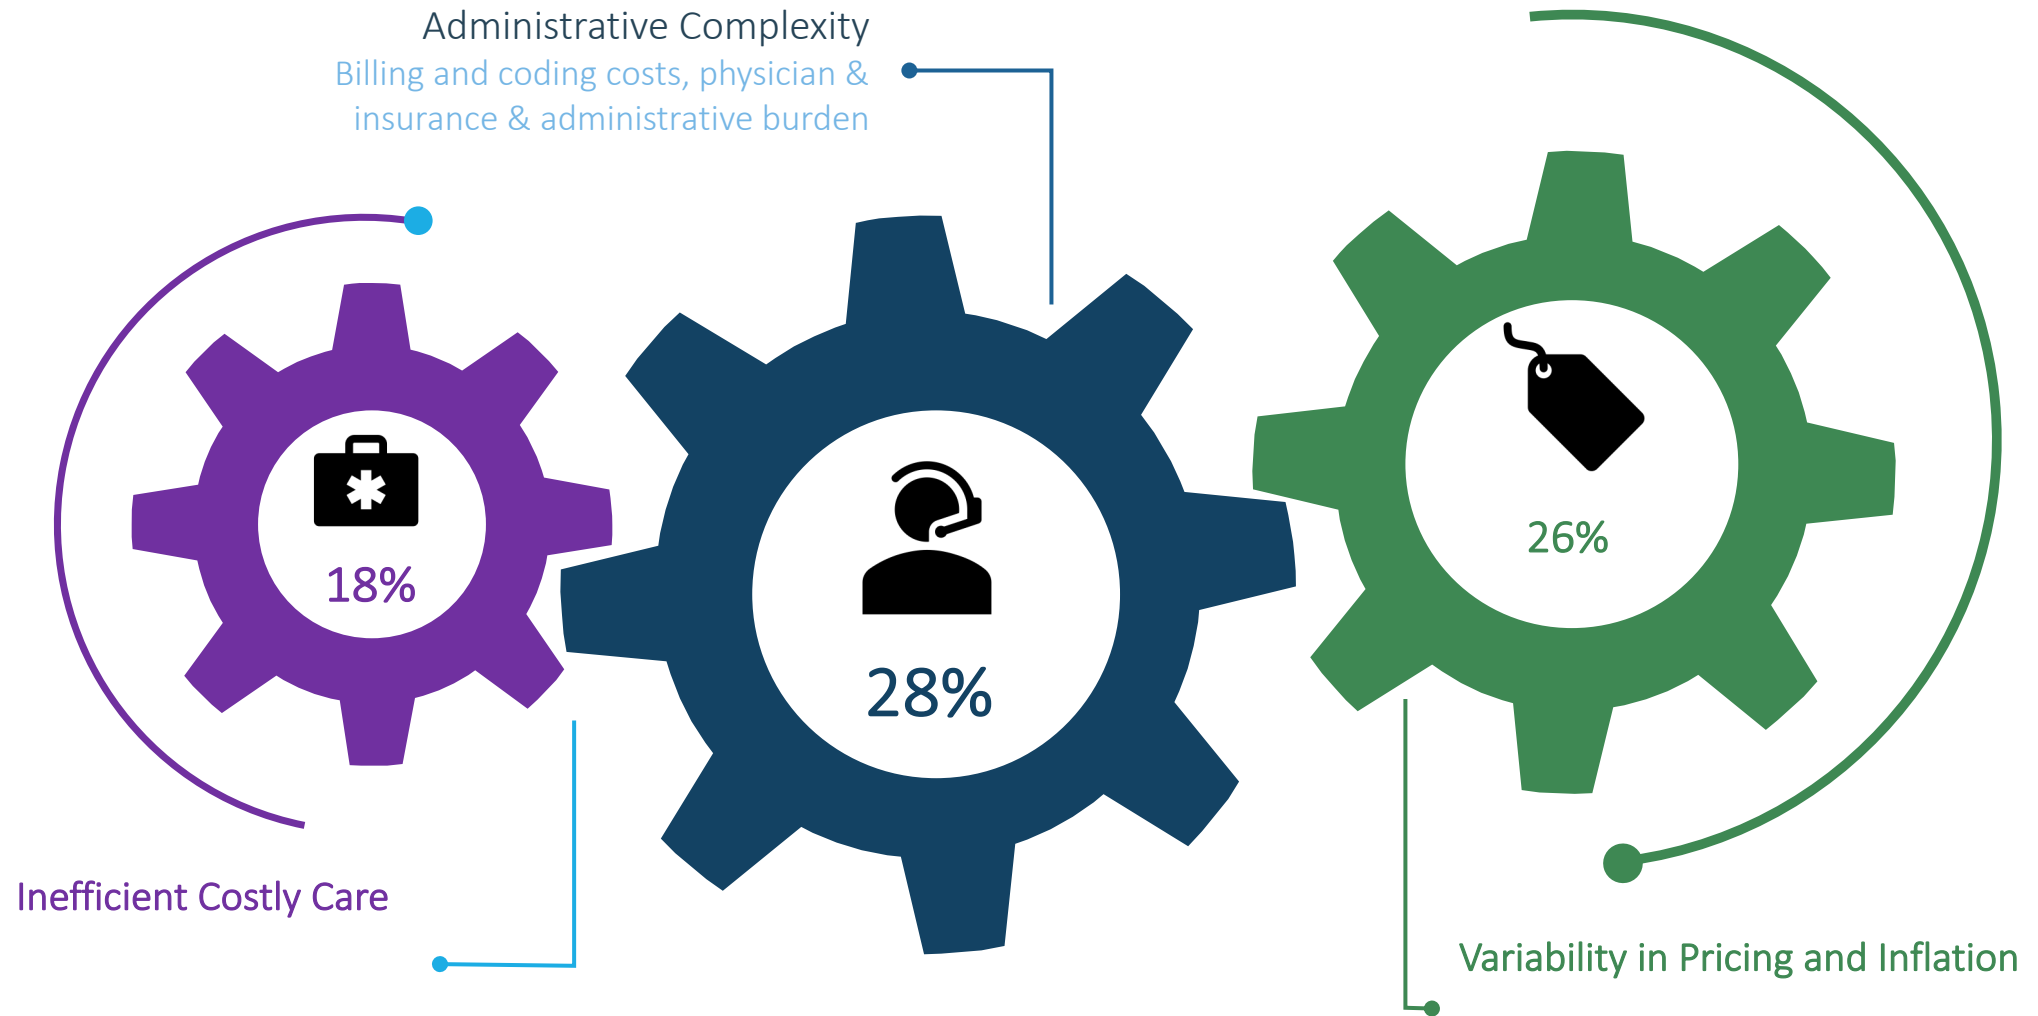 Administrative Complexity
Billing and coding costs, physician &
insurance & administrative burden
18%
28%
26%
Inefficient Costly Care
Variability in Pricing and Inflation